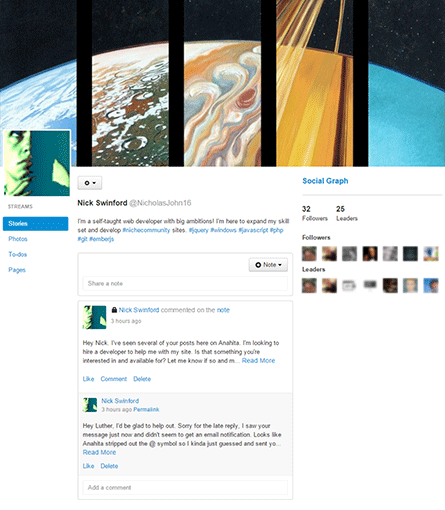 Social Graph
STREAMS
Nick Swinford @NicholasJohn16
32
25
Followers
Leaders
Stories
I'm a self-taught web developer with big ambitions! I'm here to expand my skill
set and develop #nichecommunity sites. #jquery #windows #javascript #php
#git #emberjs
Photos
To-dos
Pages
Followers
Leaders
Note
Share a note
Nick Swinford commented on the note
3 hours ago
Hey Nick. I've seen several of your posts here on Anahita. I'm looking to
hire a developer to help me with my site. Is that something you're
interested in and available for? Let me know if so and m... Read More
Like Comment Delete
Nick Swinford
3 hours ago Permalink
Hey Luther, I'd be glad to help out. Sorry for the late reply, I saw your
message just now and didn't seem to get an email notification. Looks like
Anahita stripped out the @ symbol so I kinda just guessed and sent yo...
Read More
Like Delete
Add a comment